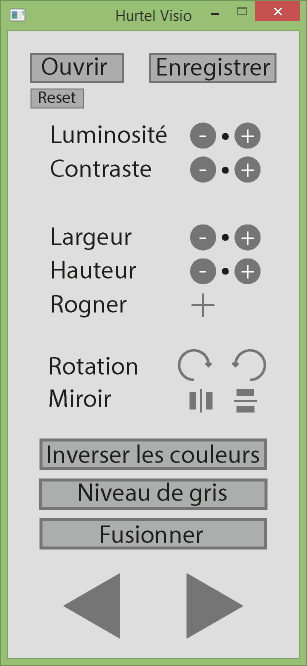 Hurtel Visio
Ouvrir Enregistrer
Reset
Luminosité - +
Contraste - +
Largeur - +
Hauteur - +
Rogner
Rotation
Miroir
Inverser les couleurs
Niveau de gris
Fusionner